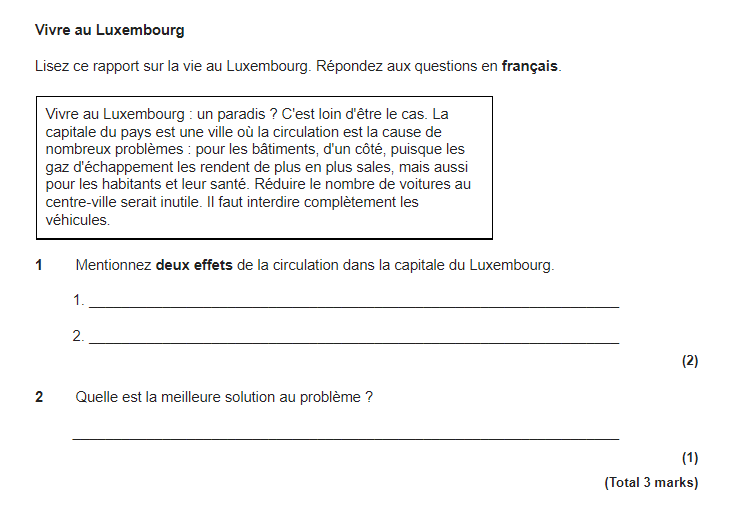 Vivre au Luxembourg
Lisez ce rapport sur la vie au Luxembourg. Répondez aux questions en français.
Vivre au Luxembourg : un paradis ? C'est loin d'être le cas. La
capitale du pays est une ville où la circulation est la cause de
nombreux problèmes : pour les bâtiments, d'un côté, puisque les
gaz d'échappement les rendent de plus en plus sales, mais aussi
pour les habitants et leur santé. Réduire le nombre de voitures au
centre-ville serait inutile. Il faut interdire complètement les
véhicules.
1 Mentionnez deux effets de la circulation dans la capitale du Luxembourg.
1.
2.
(2)
2 Quelle est la meilleure solution au problème ?
(1)
(Total 3 marks)